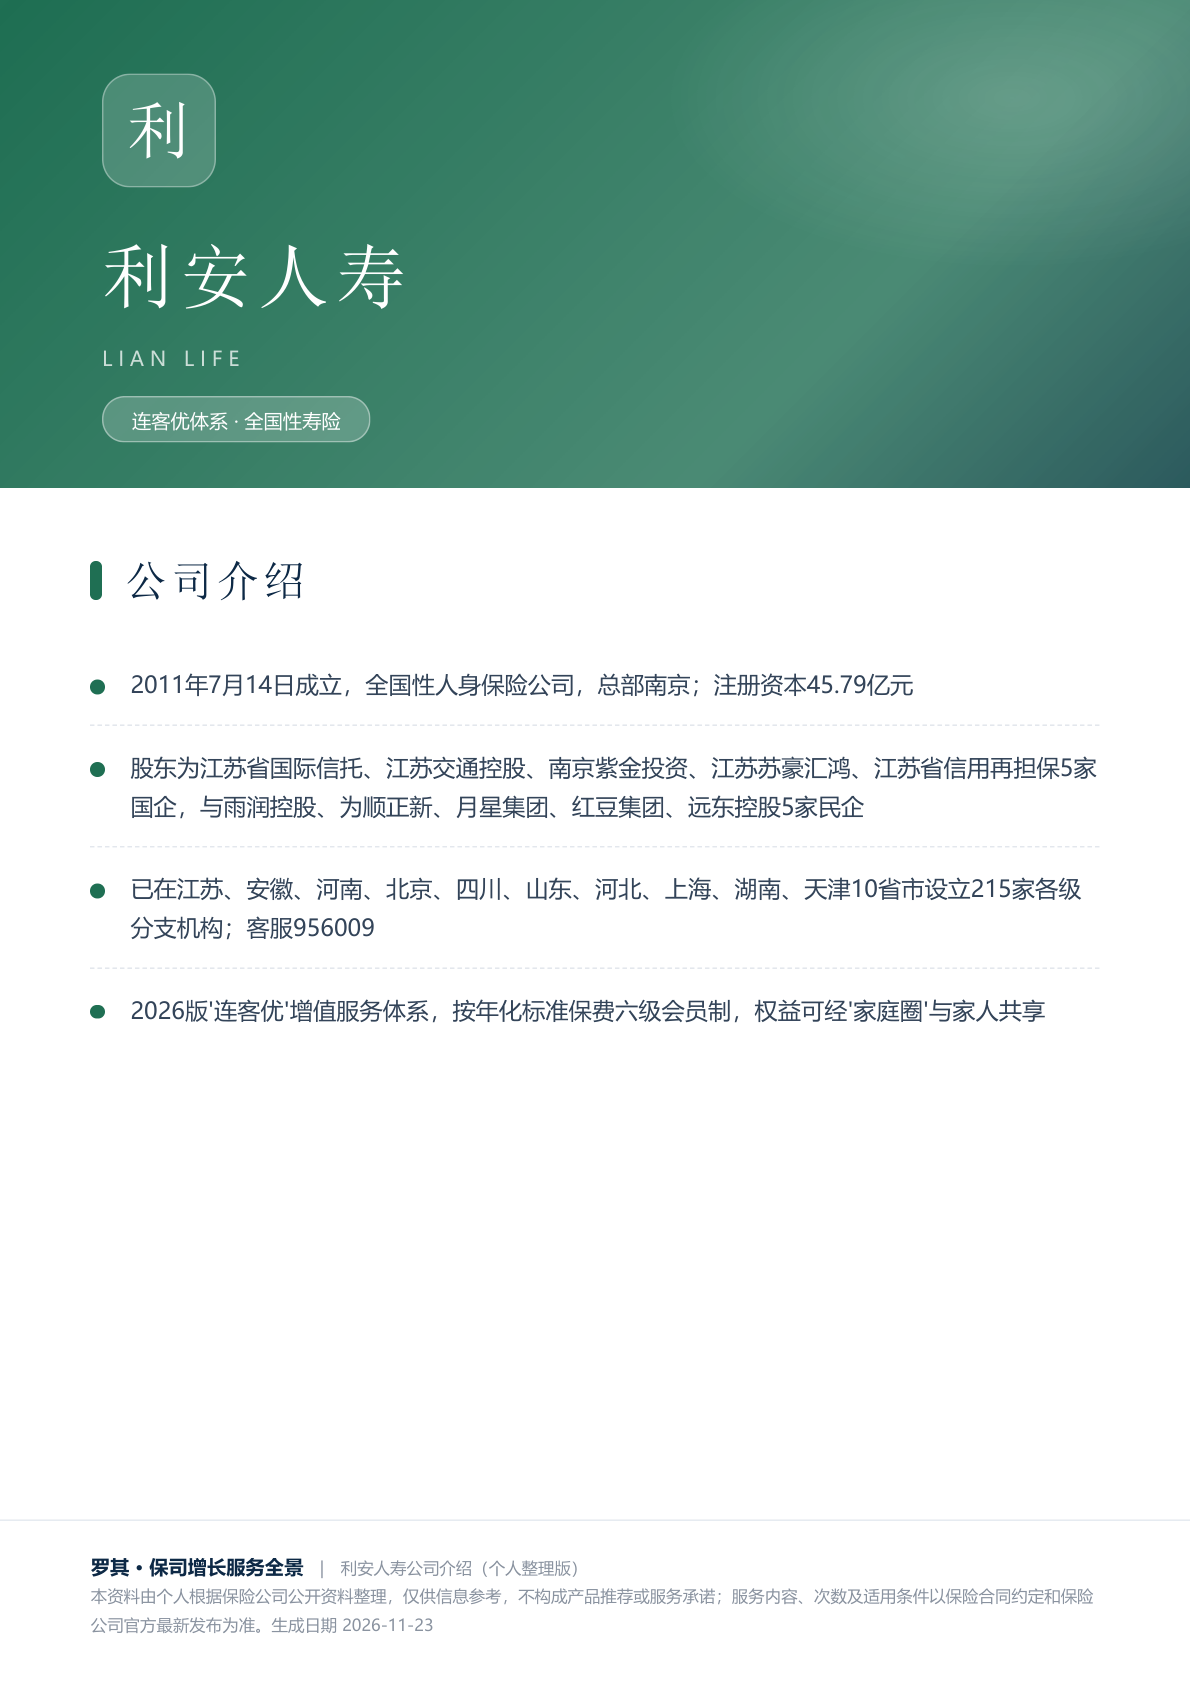 利
利安人寿
LIAN LIFE
连客优体系 · 全国性寿险
公司介绍
2011年7月14日成立，全国性人身保险公司，总部南京；注册资本45.79亿元
股东为江苏省国际信托、江苏交通控股、南京紫金投资、江苏苏豪汇鸿、江苏省信用再担保5家
国企，与雨润控股、为顺正新、月星集团、红豆集团、远东控股5家民企
已在江苏、安徽、河南、北京、四川、山东、河北、上海、湖南、天津10省市设立215家各级
分支机构；客服956009
2026版'连客优'增值服务体系，按年化标准保费六级会员制，权益可经'家庭圈'与家人共享
罗其 • 保司增长服务全景 | 利安人寿公司介绍（个人整理版）
本资料由个人根据保险公司公开资料整理，仅供信息参考，不构成产品推荐或服务承诺；服务内容、次数及适用条件以保险合同约定和保险
公司官方最新发布为准。生成日期 2026-11-23